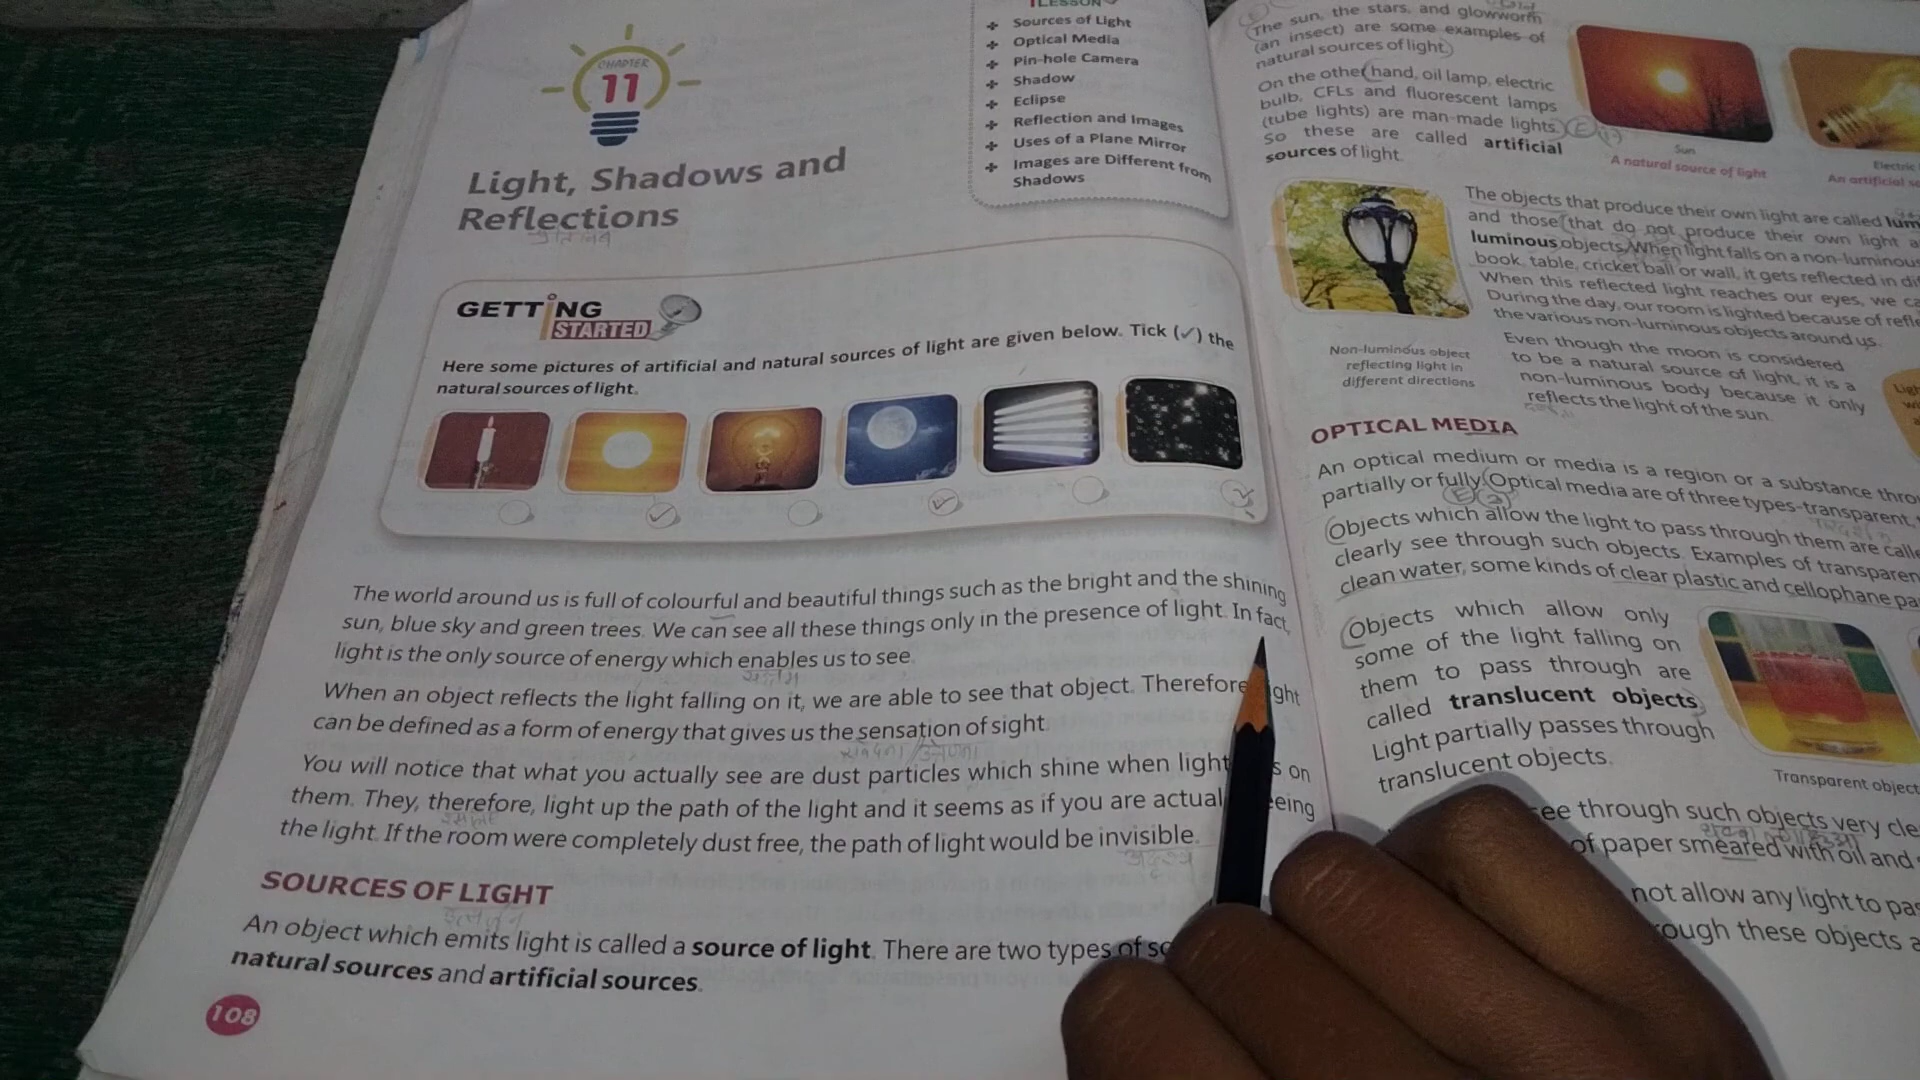 CHAPTER
11
Light, Shadows and
Reflections
LESSON
Sources of Light
Optical Media
Pin-hole Camera
Shadow
Eclipse
Reflection and Images
Uses of a Plane Mirror
Images are Different from
Shadows
GETTING
STARTED
Here some pictures of artificial and natural sources of light are given below. Tick (✓) the
natural sources of light.
The world around us is full of colourful and beautiful things such as the bright and the shining
sun, blue sky and green trees. We can see all these things only in the presence of light. In fact,
light is the only source of energy which enables us to see.
When an object reflects the light falling on it, we are able to see that object. Therefore
can be defined as a form of energy that gives us the sensation of sight.
You will notice that what you actually see are dust particles which shine when light on
them. They, therefore, light up the path of the light and it seems as if you are
the light. If the room were completely dust free, the path of light would be invisible.
अदृश्य
SOURCES OF LIGHT
An object which emits light is called a source of light. There are two types of
natural sources and artificial sources.
108
The sun, the stars, and glowworm
(an insect) are some examples of
natural sources of light.
On the other hand, oil lamp, electric
bulb, CFLs and fluorescent lamps
(tube lights) are man-made lights.
So these are called artificial
sources of light.
Sun
A natural source of light
Electric
An artificial
The objects that produce their own light are called
and those that do not produce their own light
luminous objects. When light falls on a non-luminous
book, table, cricket ball or wall, it gets reflected in
When this reflected light reaches our eyes, we
During the day, our room is lighted because of
the various non-luminous objects around us.
Non-luminous object
reflecting light in
different directions
Even though the moon is considered
to be a natural source of light, it is a
non-luminous body because it only
reflects the light of the sun.
OPTICAL MEDIA
An optical medium or media is a region or a substance
partially or fully. Optical media are of three types-transparent,
Objects which allow the light to pass through them are
clearly see through such objects. Examples of
clean water, some kinds of clear plastic and cellophane
Objects which allow only
some of the light falling on
them to pass through are
called translucent objects.
Light partially passes through
translucent objects.
Transparent object
see through such objects very
of paper smeared with oil and
not allow any light to
these objects